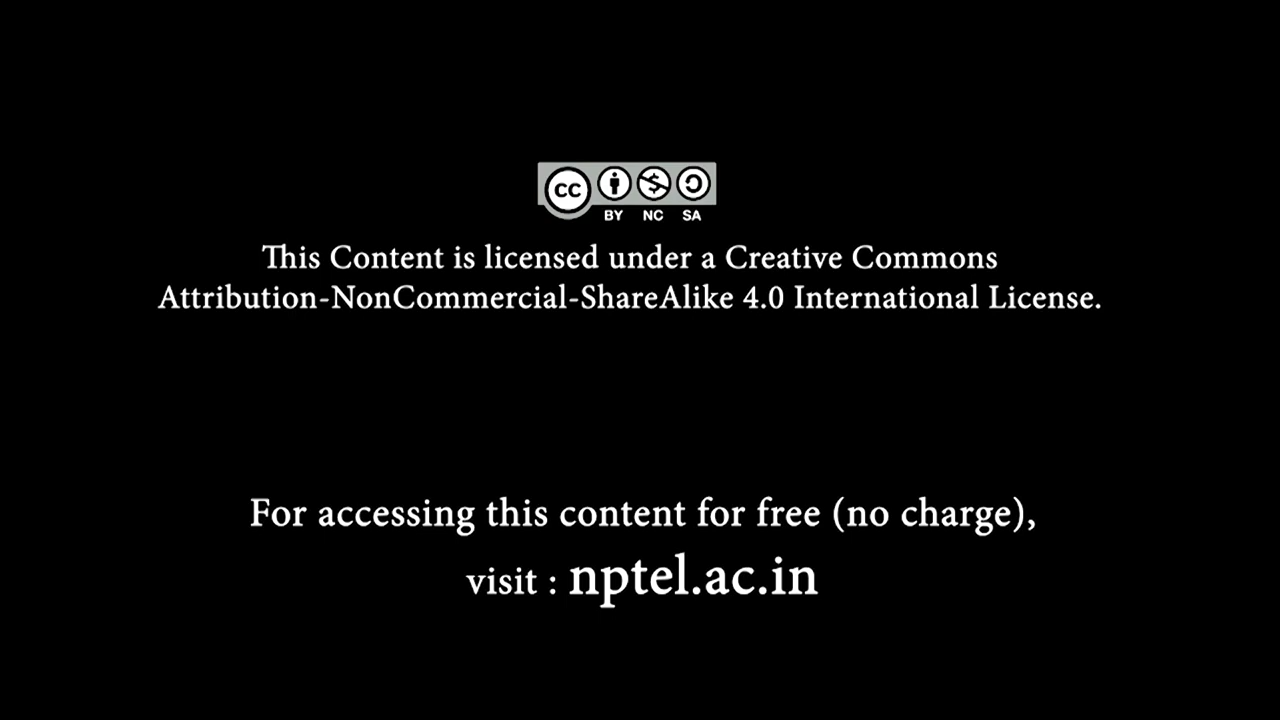 CC BY NC SA
This Content is licensed under a Creative Commons
Attribution-NonCommercial-ShareAlike 4.0 International License.
For accessing this content for free (no charge),
visit : nptel.ac.in